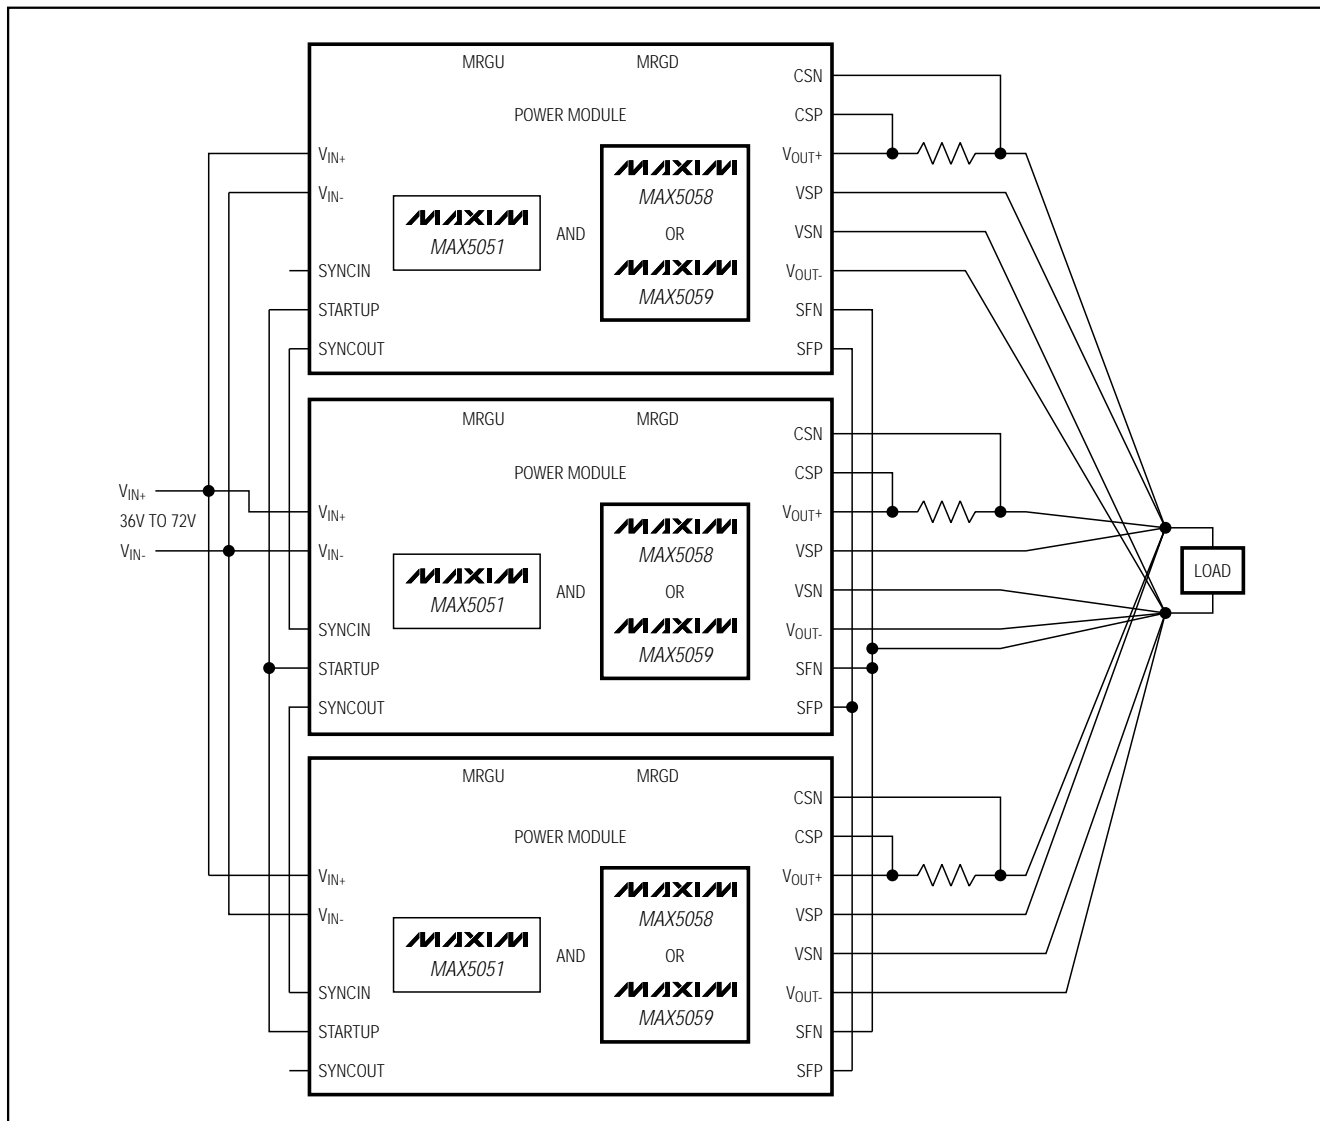 MRGU MRGD
CSN
POWER MODULE
CSP
VIN+
VOUT+
MAXIM
MAX5058
VIN-
VSP
MAXIM
MAX5051
AND
OR
VSN
SYNCIN
MAXIM
MAX5059
VOUT-
STARTUP
SFN
SYNCOUT
SFP
MRGU MRGD
CSN
POWER MODULE
CSP
VIN+
36V TO 72V
VIN-
VIN+
VOUT+
MAXIM
MAX5058
VIN-
VSP
MAXIM
MAX5051
AND
OR
VSN
LOAD
SYNCIN
MAXIM
MAX5059
VOUT-
STARTUP
SFN
SYNCOUT
SFP
MRGU MRGD
CSN
POWER MODULE
CSP
VIN+
VOUT+
MAXIM
MAX5058
VIN-
VSP
MAXIM
MAX5051
AND
OR
VSN
SYNCIN
MAXIM
MAX5059
VOUT-
STARTUP
SFN
SYNCOUT
SFP